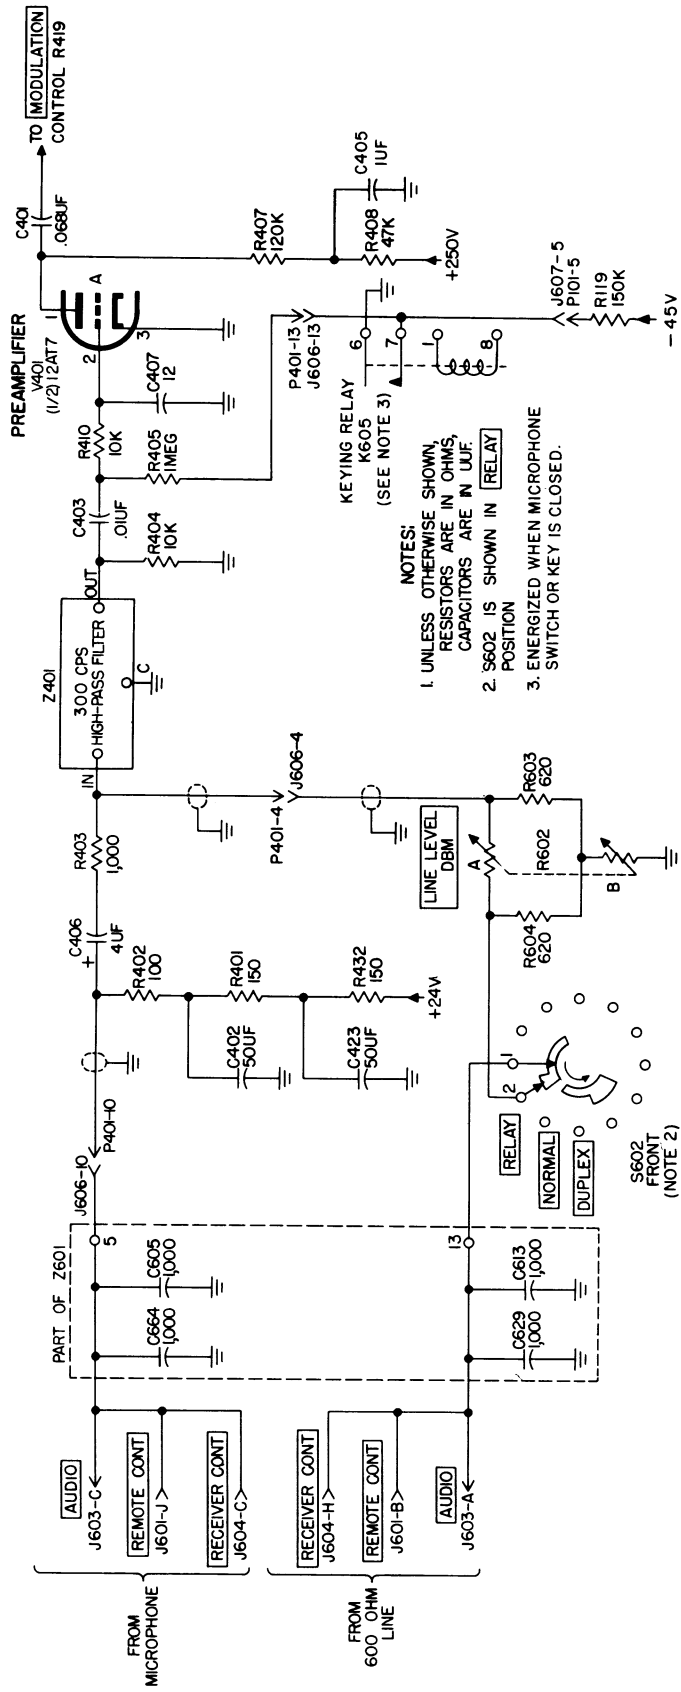 FROM
MICROPHONE
AUDIO
J603-C
REMOTE CONT
J601-J
RECEIVER CONT
J604-C
FROM
600 OHM
LINE
RECEIVER CONT
J604-H
REMOTE CONT
J601-B
AUDIO
J603-A
PART OF Z601
C664
1,000
C605
1,000
5
C629
1,000
C613
1,000
13
J606-10
P401-10
C406
+
4UF
R403
1,000
R402
100
R401
150
R432
150
+24V
C402
50UF
C423
50UF
RELAY
NORMAL
DUPLEX
2
1
S602
FRONT
(NOTE 2)
P401-4
J606-4
LINE LEVEL
DBM
A
R602
B
R604
620
R603
620
Z401
IN
300 CPS
HIGH-PASS FILTER
OUT
C
C403
.01UF
R404
10K
R410
10K
R405
1MEG
C407
12
PREAMPLIFIER
V401
(1/2) 12AT7
1
2
3
A
C401
.068UF
TO MODULATION
CONTROL R419
R407
120K
C405
1UF
R408
47K
+250V
P401-13
J606-13
KEYING RELAY
K605
(SEE NOTE 3)
6
7
1
8
J607-5
P101-5
R119
150K
-45V
NOTES:
1. UNLESS OTHERWISE SHOWN,
RESISTORS ARE IN OHMS,
CAPACITORS ARE IN UUF.
2. S602 IS SHOWN IN RELAY
POSITION
3. ENERGIZED WHEN MICROPHONE
SWITCH OR KEY IS CLOSED.